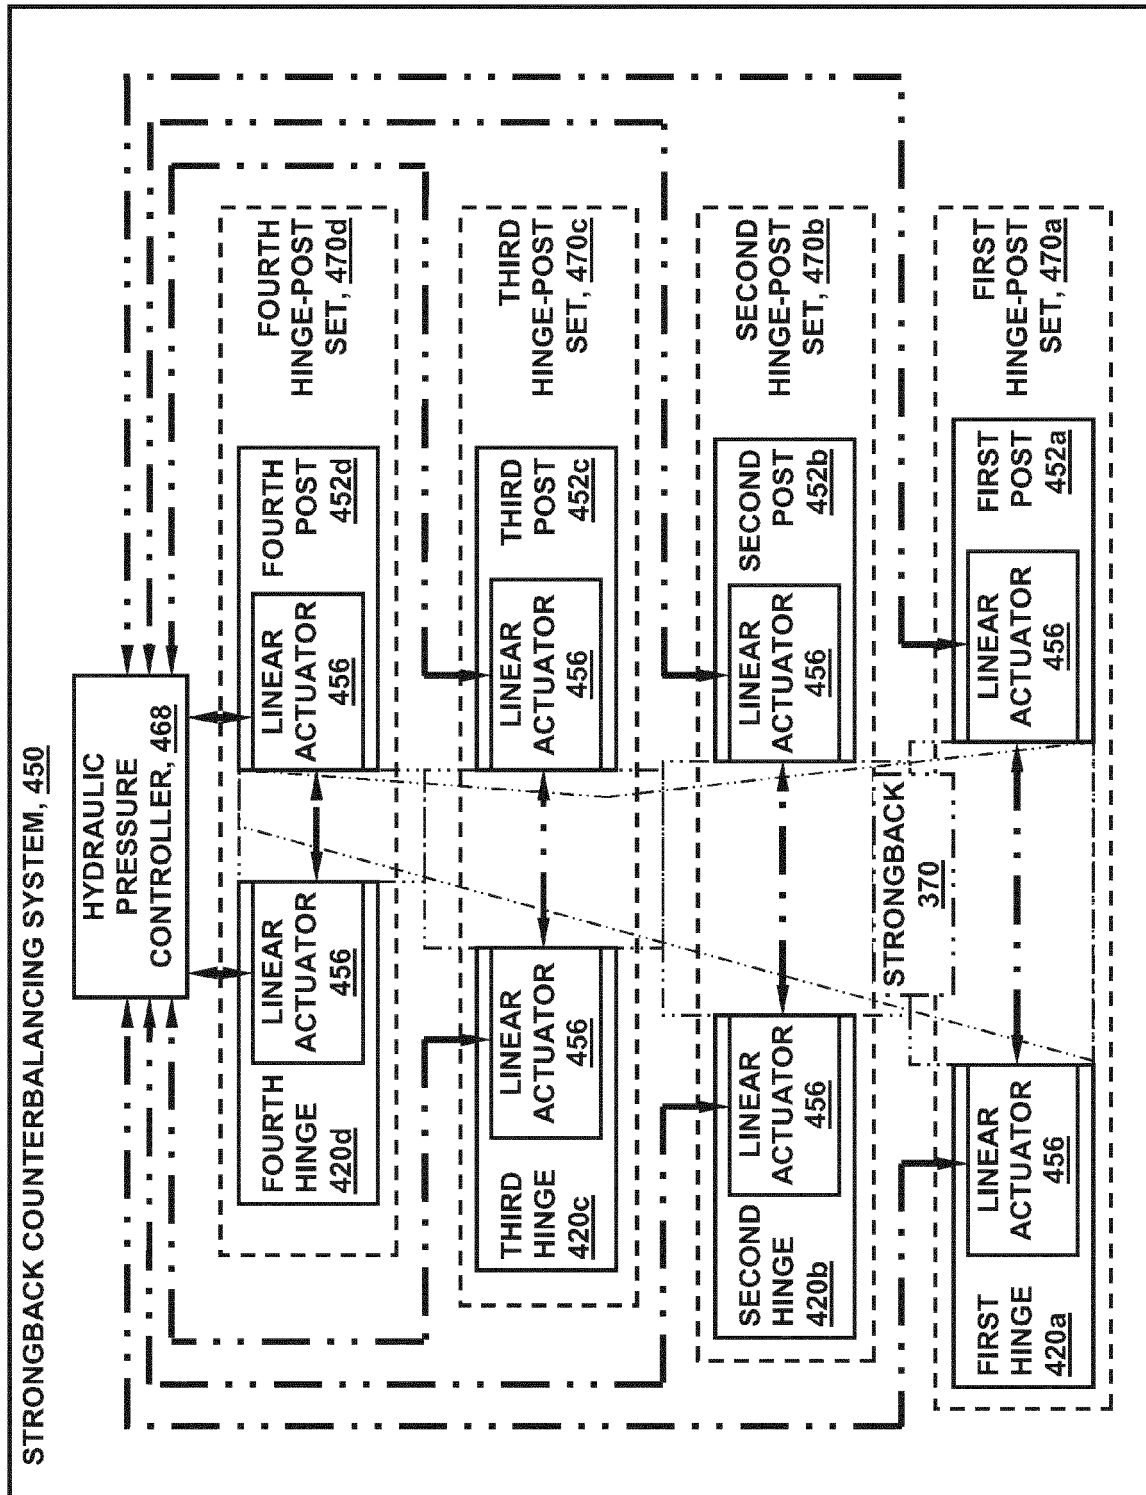 STRONGBACK COUNTERBALANCING SYSTEM, 450
HYDRAULIC
PRESSURE
CONTROLLER, 468
FOURTH
HINGE
420d
LINEAR
ACTUATOR
456
LINEAR
ACTUATOR
456
FOURTH
POST
452d
FOURTH
HINGE-POST
SET, 470d
THIRD
HINGE
420c
LINEAR
ACTUATOR
456
LINEAR
ACTUATOR
456
THIRD
POST
452c
THIRD
HINGE-POST
SET, 470c
SECOND
HINGE
420b
LINEAR
ACTUATOR
456
LINEAR
ACTUATOR
456
SECOND
POST
452b
SECOND
HINGE-POST
SET, 470b
STRONGBACK
370
FIRST
HINGE
420a
LINEAR
ACTUATOR
456
LINEAR
ACTUATOR
456
FIRST
POST
452a
FIRST
HINGE-POST
SET, 470a